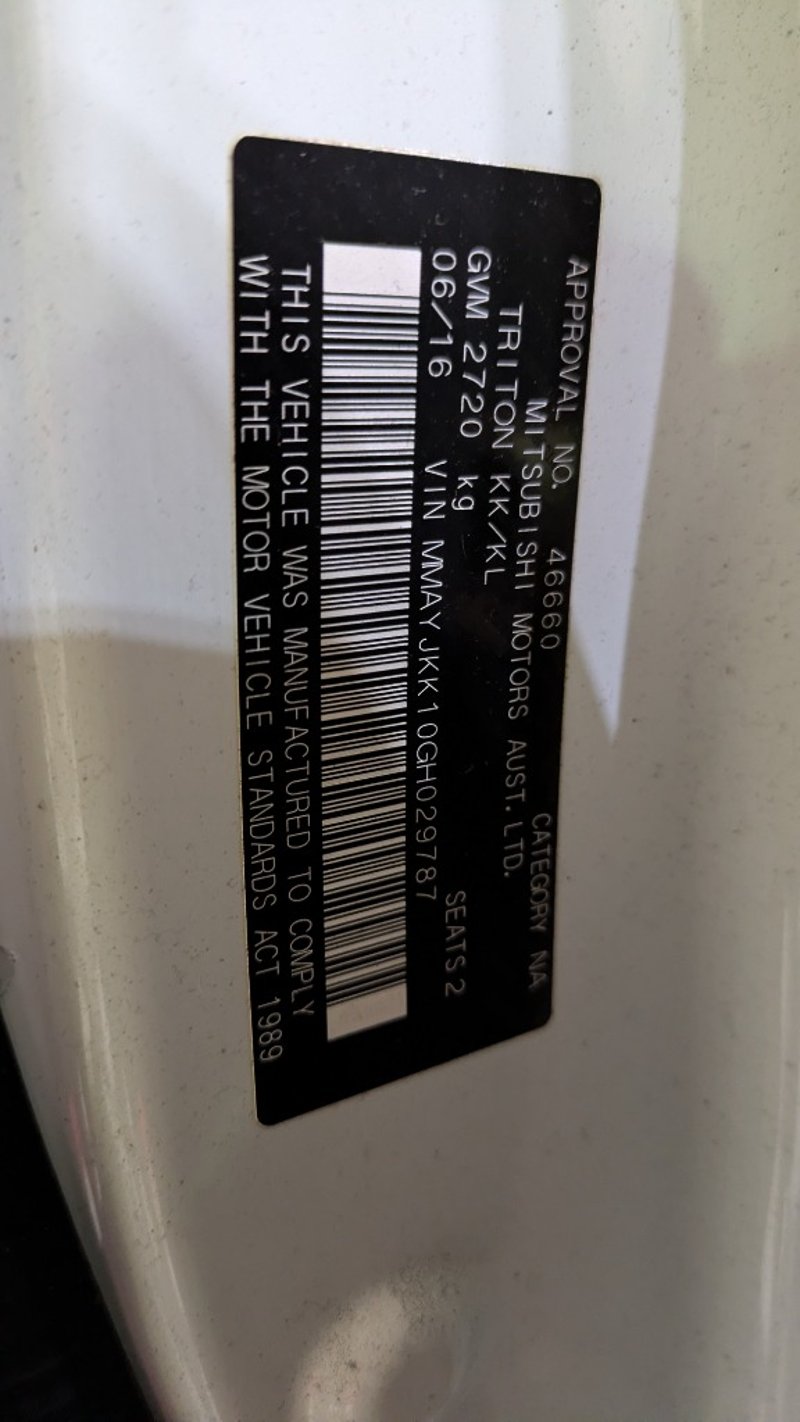 APPROVAL NO. 46660 CATEGORY NA
MITSUBISHI MOTORS AUST. LTD.
TRITON KK/KL
GVM 2720 kg SEATS 2
06/16 VIN MMAYJKK10GH029787
THIS VEHICLE WAS MANUFACTURED TO COMPLY
WITH THE MOTOR VEHICLE STANDARDS ACT 1989